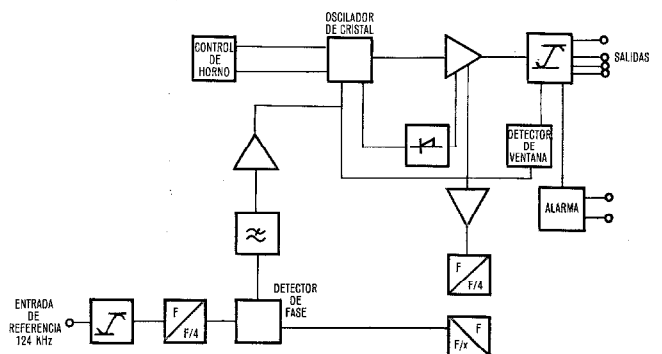 OSCILADOR
DE CRISTAL
CONTROL
DE
HORNO
SALIDAS
DETECTOR
DE
VENTANA
ALARMA
F
F/4
DETECTOR
DE
FASE
ENTRADA
DE
REFERENCIA
124 KHz
F
F/4
F
F/x